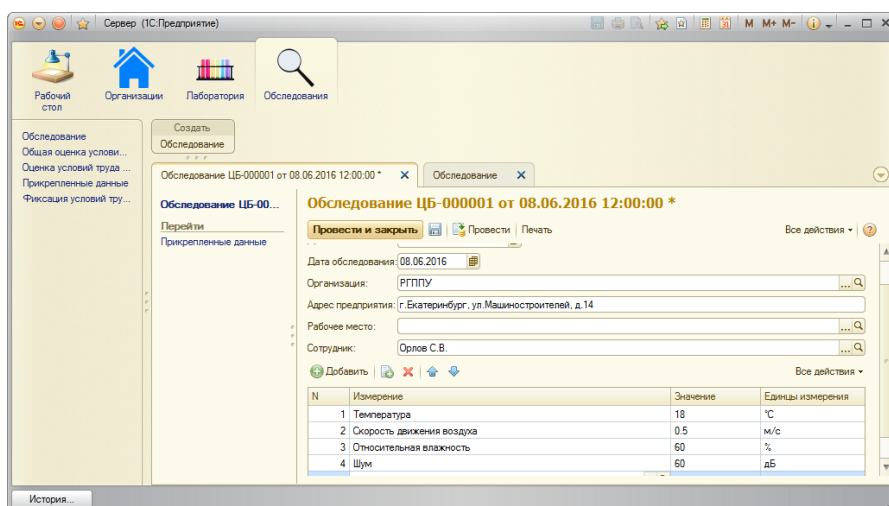 Сервер (1С:Предприятие)
M M+ M-
Рабочий стол
Организации
Лаборатория
Обследования
Обследование
Общая оценка услови...
Оценка условий труда ...
Прикрепленные данные
Фиксация условий тру...
Создать
Обследование
Обследование ЦБ-000001 от 08.06.2016 12:00:00 *
Обследование
Обследование ЦБ-00...
Перейти
Прикрепленные данные
Обследование ЦБ-000001 от 08.06.2016 12:00:00 *
Провести и закрыть Провести Печать Все действия
Дата обследования: 08.06.2016
Организация: РГППУ
Адрес предприятия: г.Екатеринбург, ул.Машиностроителей, д.14
Рабочее место:
Сотрудник: Орлов С.В.
Добавить Все действия
N Измерение Значение Единцы измерения
1 Температура 18 °C
2 Скорость движения воздуха 0.5 м/с
3 Относительная влажность 60 %
4 Шум 60 дБ
История...